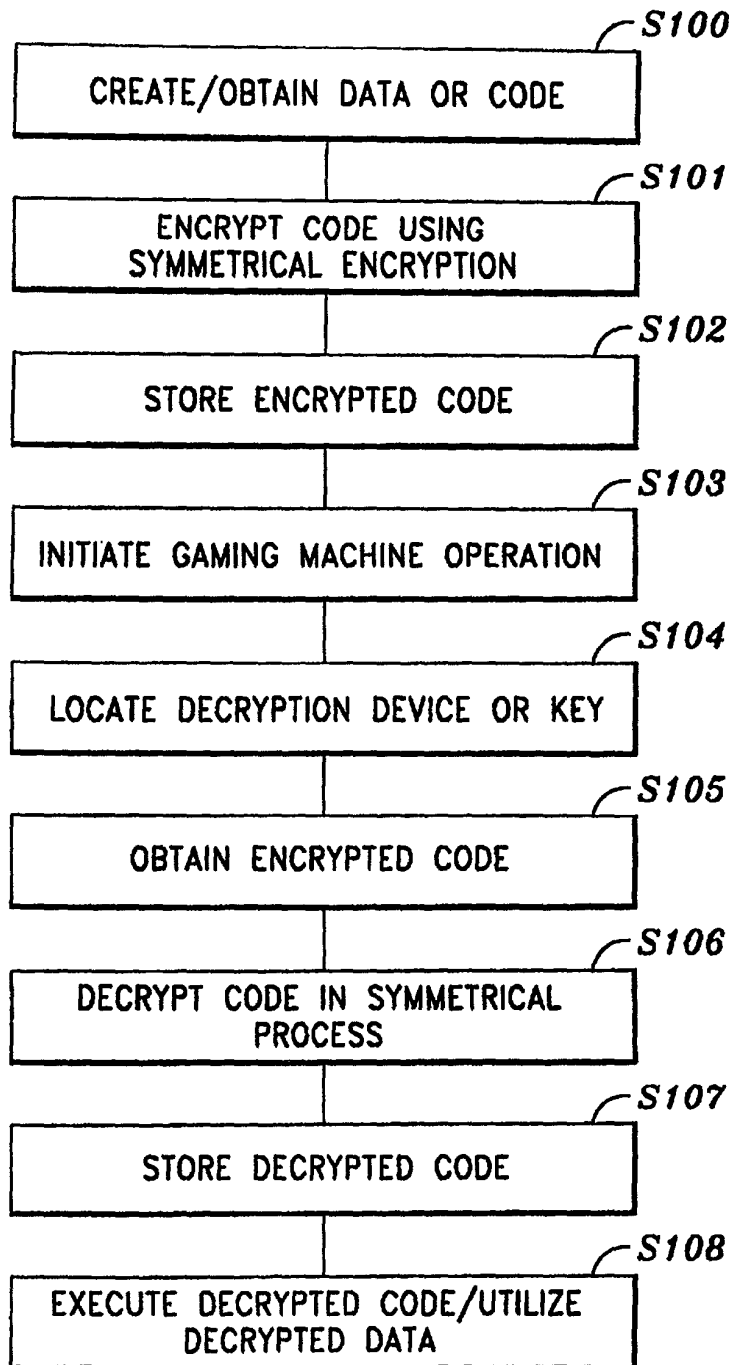 S100
CREATE/OBTAIN DATA OR CODE
S101
ENCRYPT CODE USING
SYMMETRICAL ENCRYPTION
S102
STORE ENCRYPTED CODE
S103
INITIATE GAMING MACHINE OPERATION
S104
LOCATE DECRYPTION DEVICE OR KEY
S105
OBTAIN ENCRYPTED CODE
S106
DECRYPT CODE IN SYMMETRICAL
PROCESS
S107
STORE DECRYPTED CODE
S108
EXECUTE DECRYPTED CODE/UTILIZE
DECRYPTED DATA